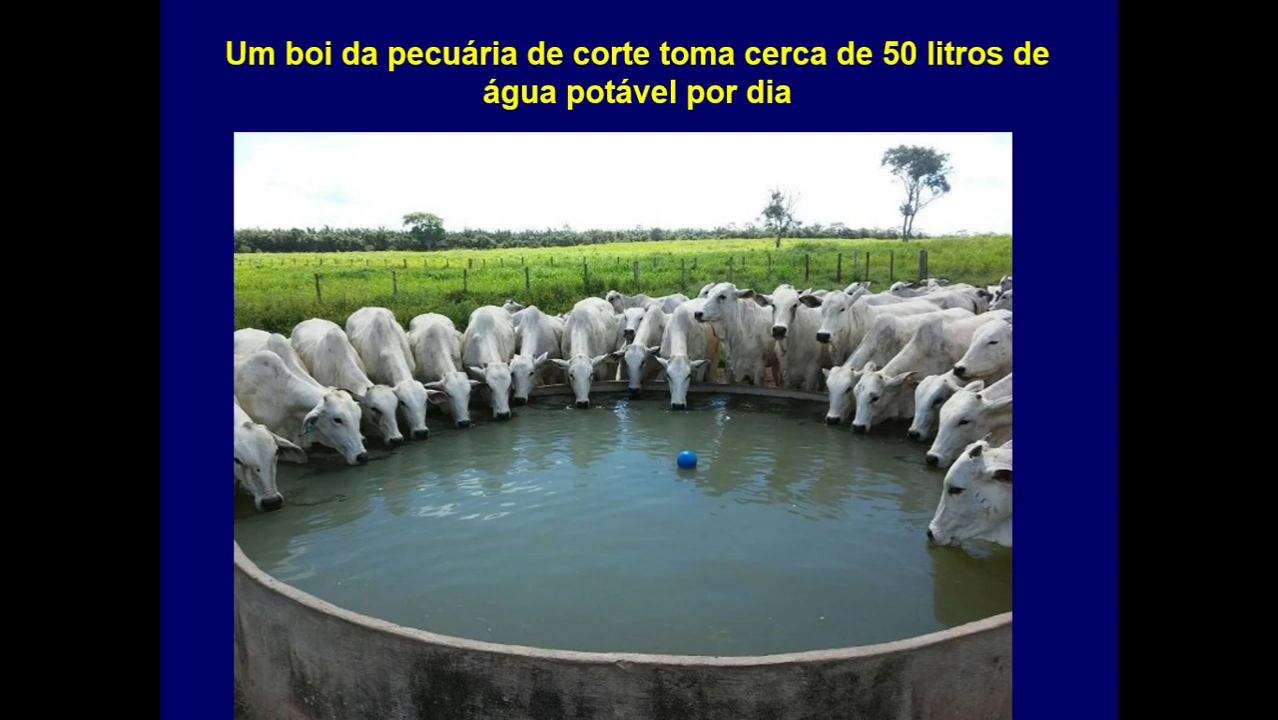 Um boi da pecuária de corte toma cerca de 50 litros de
água potável por dia